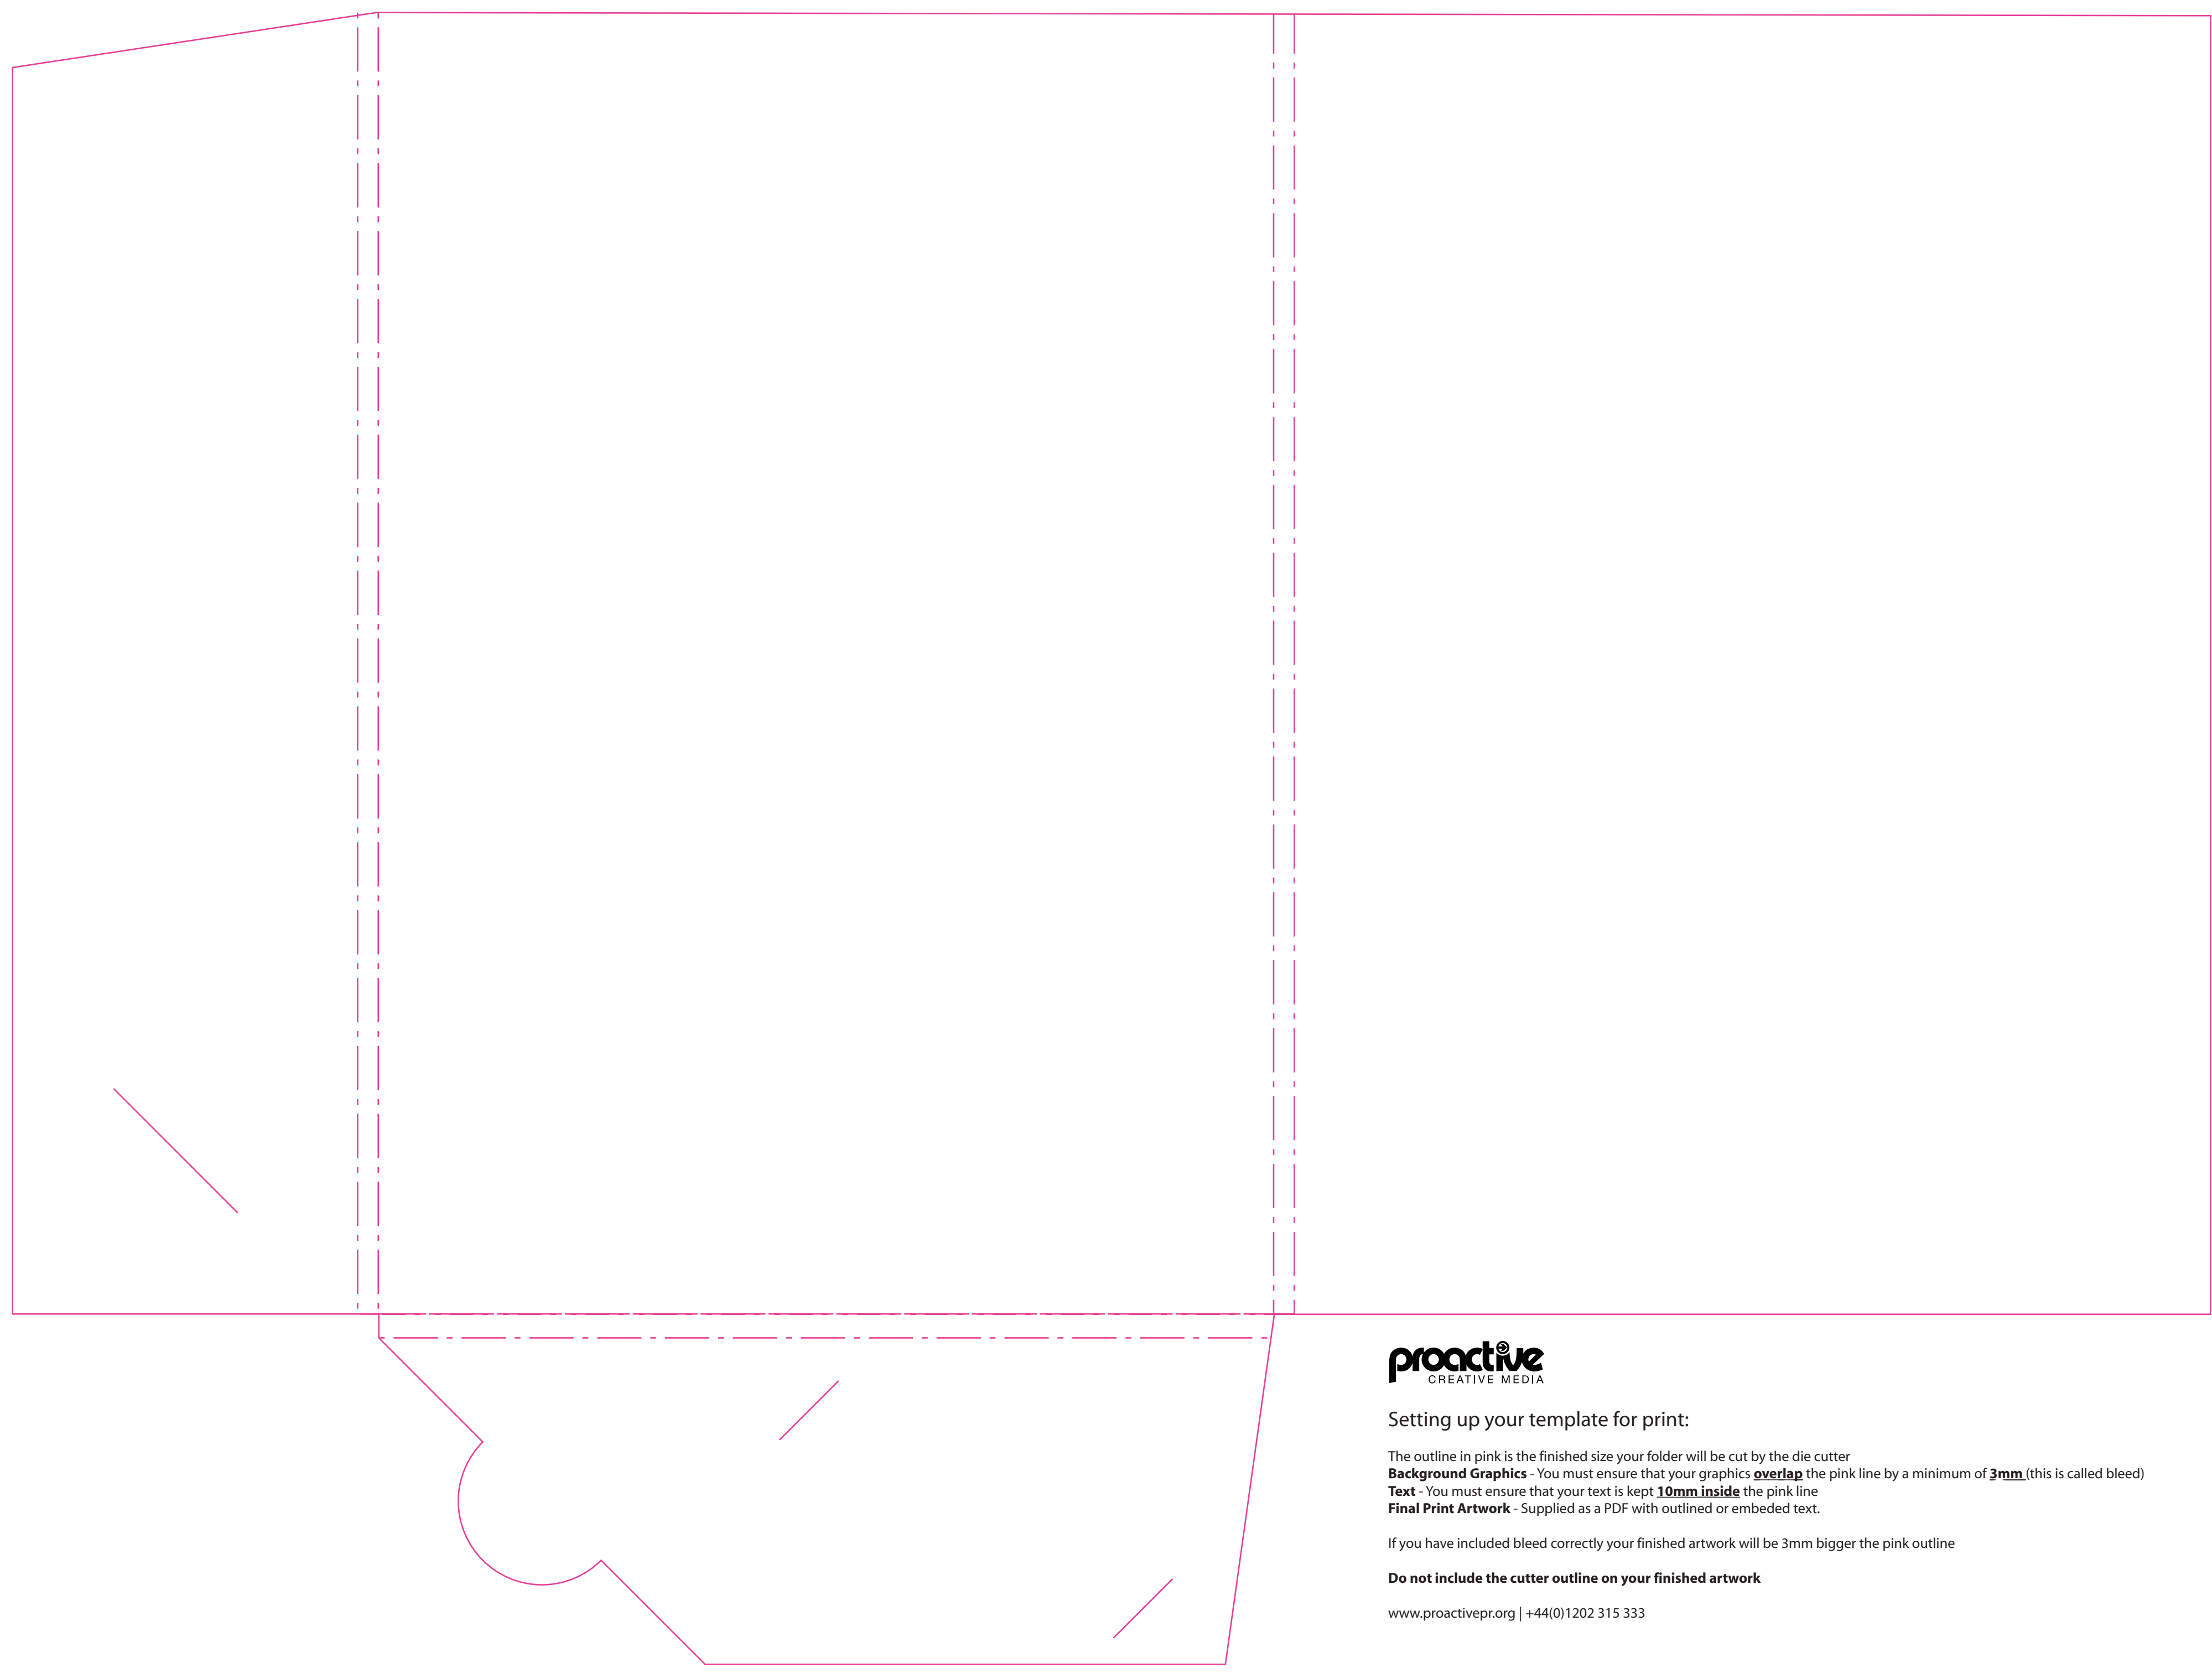 proactive
CREATIVE MEDIA
Setting up your template for print:
The outline in pink is the finished size your folder will be cut by the die cutter
Background Graphics - You must ensure that your graphics overlap the pink line by a minimum of 3mm (this is called bleed)
Text - You must ensure that your text is kept 10mm inside the pink line
Final Print Artwork - Supplied as a PDF with outlined or embeded text.
If you have included bleed correctly your finished artwork will be 3mm bigger the pink outline
Do not include the cutter outline on your finished artwork
www.proactivepr.org | +44(0)1202 315 333